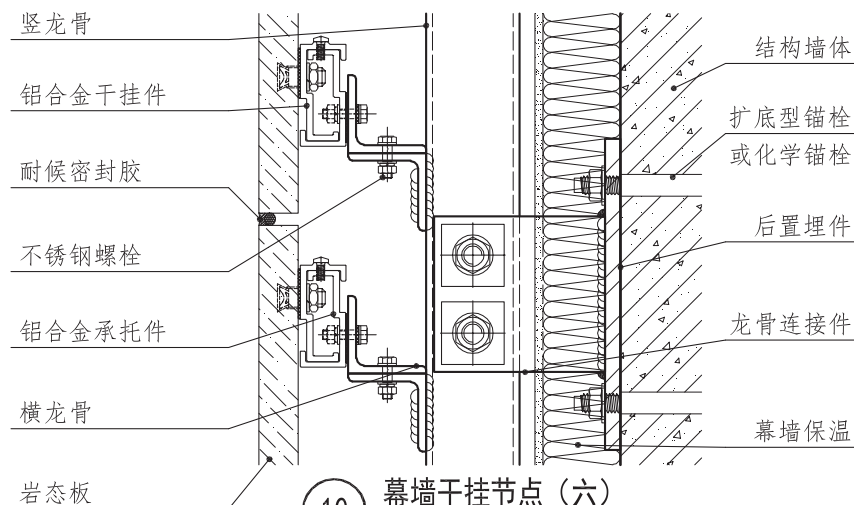 竖龙骨
铝合金干挂件
耐候密封胶
不锈钢螺栓
铝合金承托件
横龙骨
岩态板
结构墙体
扩底型锚栓
或化学锚栓
后置埋件
龙骨连接件
幕墙保温
10
幕墙干挂节点（六）